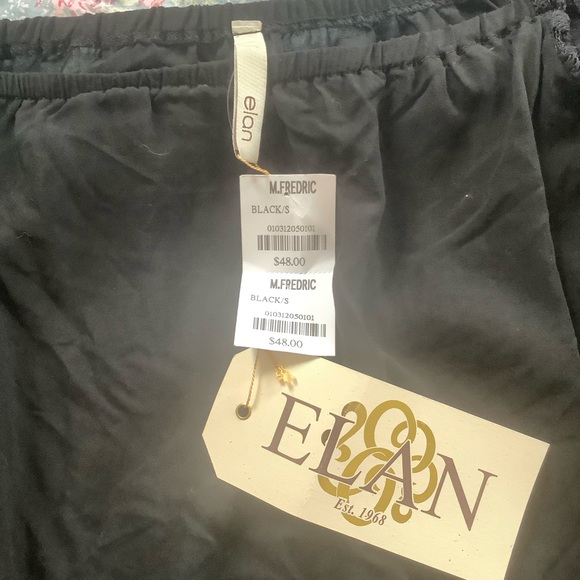 elan
M.FREDRIC
BLACK/S
010312050101
$48.00
M.FREDRIC
BLACK/S
010312050101
$48.00
ELAN
Est. 1968